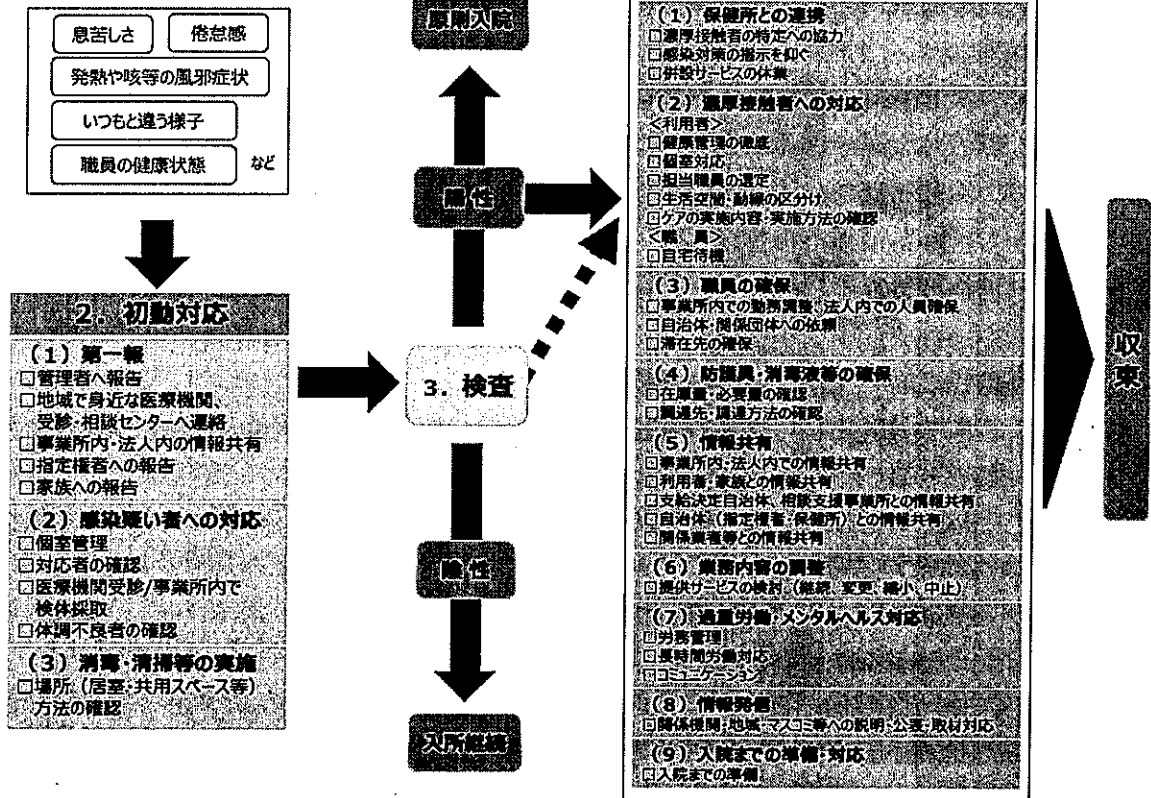 息苦しさ
倦怠感
発熱や咳等の風邪症状
いつもと違う様子
職員の健康状態
など
2．初動対応
（1）第一報
□管理者へ報告
□地域で身近な医療機関、
受診・相談センターへ連絡
□事業所内・法人内の情報共有
□指定権者への報告
□家族への報告
（2）感染疑い者への対応
□個室管理
□対応者の確認
□医療機関受診/事業所内で
検体採取
□体調不良者の確認
（3）消毒・清掃等の実施
□場所（居室・共用スペース等）
方法の確認
原則入院
陽性
3．検査
陰性
入所継続
（1）保健所との連携
□濃厚接触者の特定への協力
□感染対策の指示を仰ぐ
□併設サービスの休業
（2）濃厚接触者への対応
＜利用者＞
□健康管理の徹底
□個室対応
□担当職員の選定
□生活空間・動線の区分け
□ケアの実施内容・実施方法の確認
＜職　員＞
□自宅待機
（3）職員の確保
□事業所内での勤務調整、法人内での人員確保
□自治体・関係団体への依頼
□滞在先の確保
（4）防護具・消毒液等の確保
□在庫量・必要量の確認
□調達先・調達方法の確認
（5）情報共有
□事業所内・法人内での情報共有
□利用者・家族との情報共有
□支給決定自治体、相談支援事業所との情報共有
□自治体（指定権者・保健所）との情報共有
□関係業者等との情報共有
（6）業務内容の調整
□提供サービスの検討（継続、変更、縮小、中止）
（7）過重労働・メンタルヘルス対応
□労務管理
□長時間労働対応
□コミュニケーション
（8）情報発信
□関係機関・地域・マスコミ等への説明・公表・取材対応
（9）入院までの準備・対応
□入院までの準備
収束